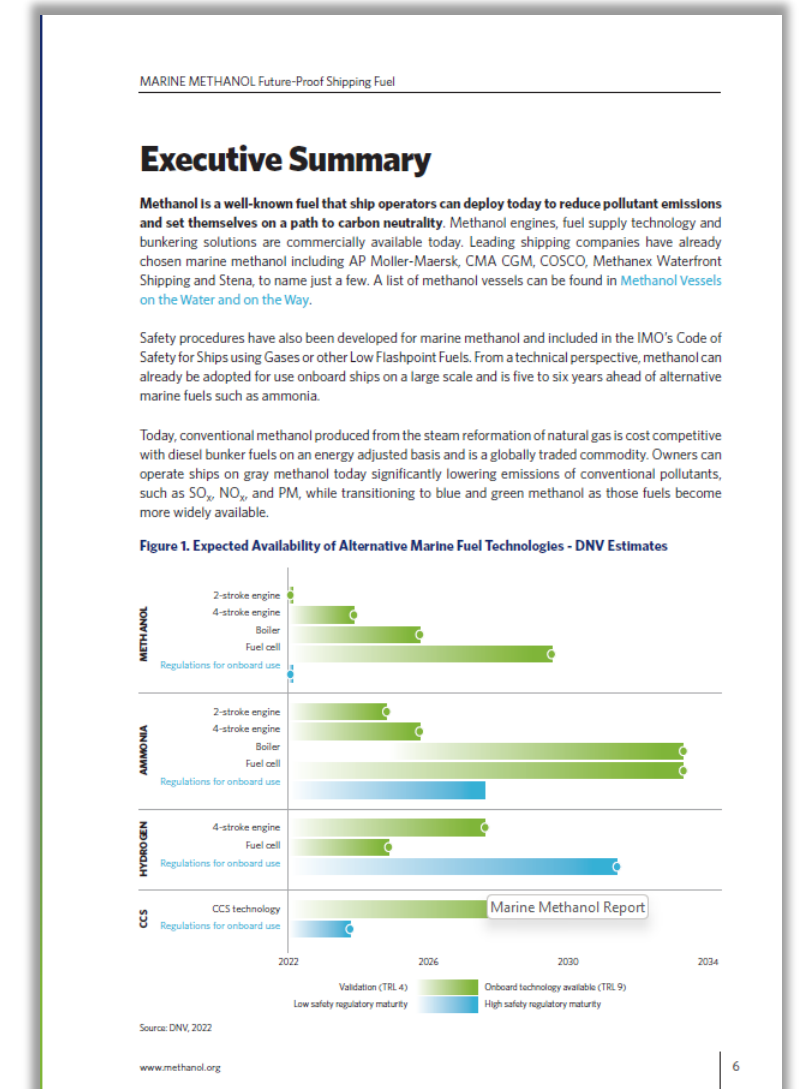 MARINE METHANOL Future-Proof Shipping Fuel
Executive Summary
Methanol is a well-known fuel that ship operators can deploy today to reduce pollutant emissions
and set themselves on a path to carbon neutrality. Methanol engines, fuel supply technology and
bunkering solutions are commercially available today. Leading shipping companies have already
chosen marine methanol including AP Moller-Maersk, CMA CGM, COSCO, Methanex Waterfront
Shipping and Stena, to name just a few. A list of methanol vessels can be found in Methanol Vessels
on the Water and on the Way.
Safety procedures have also been developed for marine methanol and included in the IMO's Code of
Safety for Ships using Gases or other Low Flashpoint Fuels. From a technical perspective, methanol can
already be adopted for use onboard ships on a large scale and is five to six years ahead of alternative
marine fuels such as ammonia.
Today, conventional methanol produced from the steam reformation of natural gas is cost competitive
with diesel bunker fuels on an energy adjusted basis and is a globally traded commodity. Owners can
operate ships on gray methanol today significantly lowering emissions of conventional pollutants,
such as SOx, NOx, and PM, while transitioning to blue and green methanol as those fuels become
more widely available.
Figure 1. Expected Availability of Alternative Marine Fuel Technologies - DNV Estimates
METHANOL
2-stroke engine
4-stroke engine
Boiler
Fuel cell
Regulations for onboard use
AMMONIA
2-stroke engine
4-stroke engine
Boiler
Fuel cell
Regulations for onboard use
HYDROGEN
4-stroke engine
Fuel cell
Regulations for onboard use
CCS
CCS technology
Marine Methanol Report
Regulations for onboard use
2022 2026 2030 2034
Validation (TRL 4) Onboard technology available (TRL 9)
Low safety regulatory maturity High safety regulatory maturity
Source: DNV, 2022
www.methanol.org 6